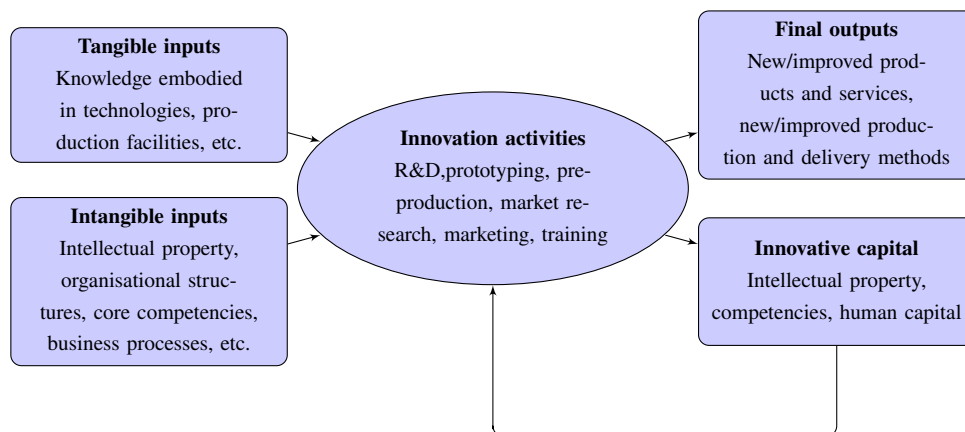 Tangible inputs
Knowledge embodied
in technologies, pro-
duction facilities, etc.
Intangible inputs
Intellectual property,
organisational struc-
tures, core competencies,
business processes, etc.
Innovation activities
R&D,prototyping, pre-
production, market re-
search, marketing, training
Final outputs
New/improved prod-
ucts and services,
new/improved produc-
tion and delivery methods
Innovative capital
Intellectual property,
competencies, human capital